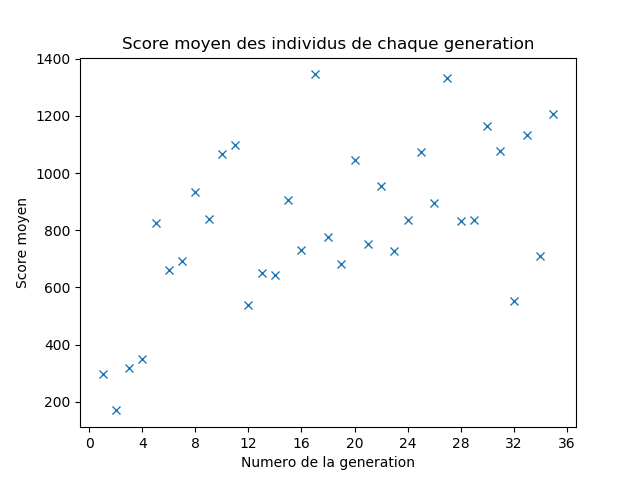 Score moyen des individus de chaque generation
1400
1200
1000
800
600
400
200
Score moyen
0 4 8 12 16 20 24 28 32 36
Numero de la generation